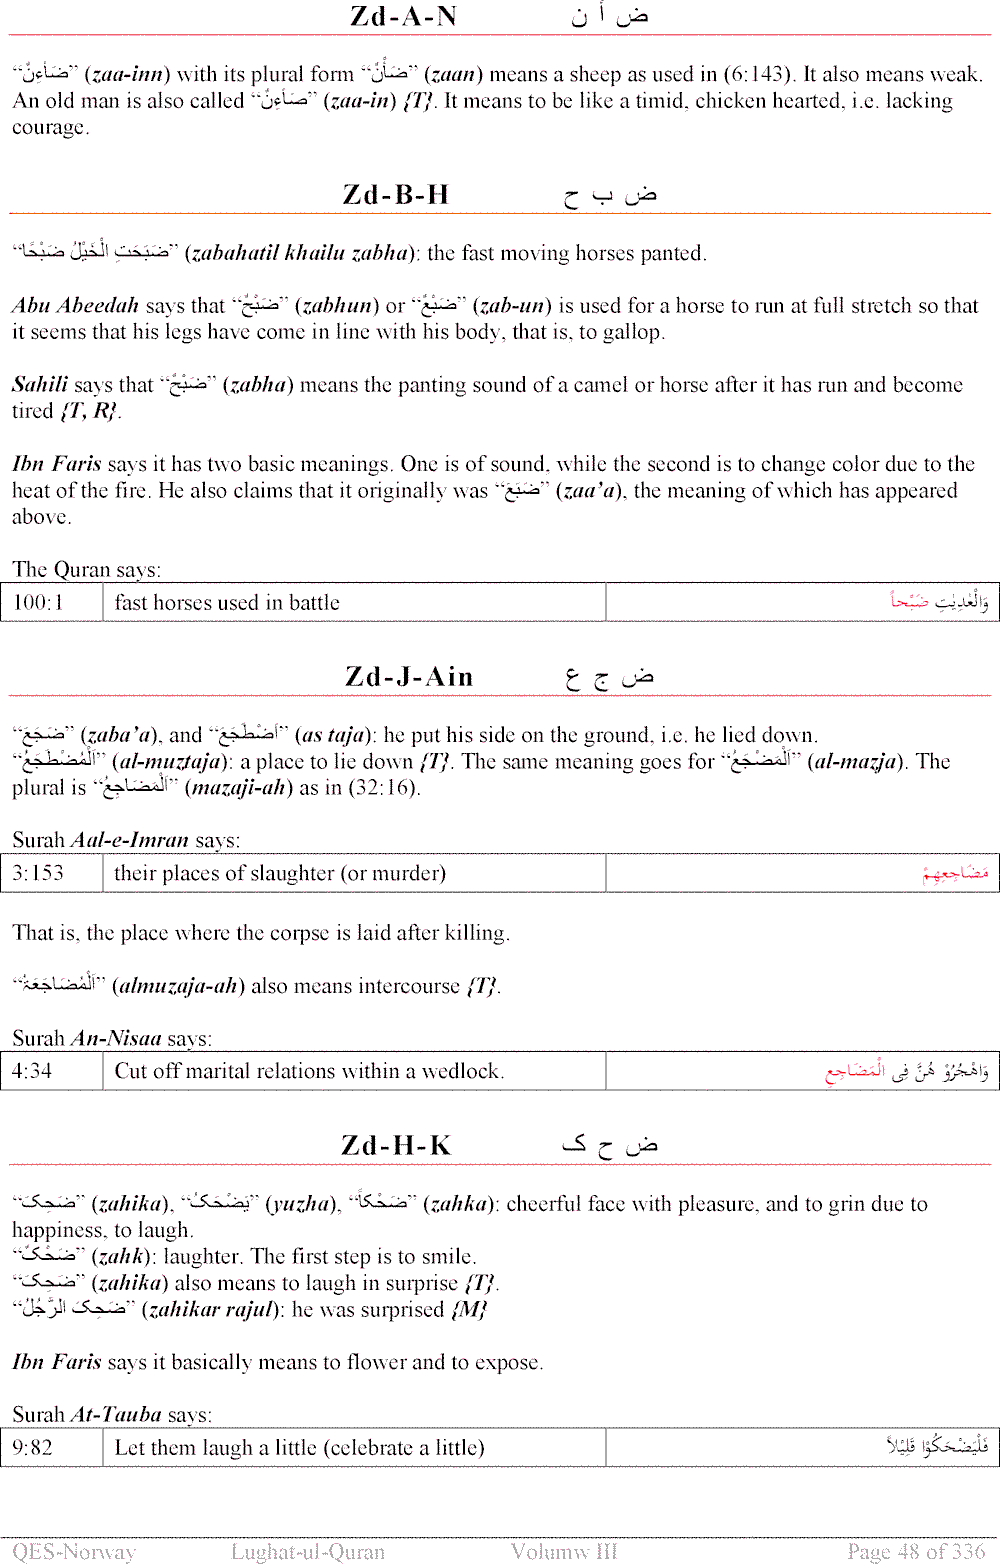 Zd-A-N ض أ ن
“ضَاْءِنٌ” (zaa-inn) with its plural form “ضَاْنٌ” (zaan) means a sheep as used in (6:143). It also means weak.
An old man is also called “ضَاءِنٌ” (zaa-in) {T}. It means to be like a timid, chicken hearted, i.e. lacking
courage.
Zd-B-H ض ب ح
“ضَبَحَتِ الْخَيْلُ ضَبْحًا” (zabahatil khailu zabha): the fast moving horses panted.
Abu Abeedah says that “ضَبْحٌ” (zabhun) or “ضَبْعٌ” (zab-un) is used for a horse to run at full stretch so that
it seems that his legs have come in line with his body, that is, to gallop.
Sahili says that “ضَبْحٌ” (zabha) means the panting sound of a camel or horse after it has run and become
tired {T, R}.
Ibn Faris says it has two basic meanings. One is of sound, while the second is to change color due to the
heat of the fire. He also claims that it originally was “ضَبَعَ” (zaa’a), the meaning of which has appeared
above.
The Quran says:
100:1 fast horses used in battle وَالْعٰدِيٰتِ ضَبْحاً
Zd-J-Ain ض ج ع
“ضَجَعَ” (zaba’a), and “اَضْطَجَعَ” (as taja): he put his side on the ground, i.e. he lied down.
“اَلْمُضْطَجَعُ” (al-muztaja): a place to lie down {T}. The same meaning goes for “اَلْمَضْجَعُ” (al-mazja). The
plural is “اَلْمَضَاجِعُ” (mazaji-ah) as in (32:16).
Surah Aal-e-Imran says:
3:153 their places of slaughter (or murder) مَضَاجِعِهِمْ
That is, the place where the corpse is laid after killing.
“اَلْمُضَاجَعَۃُ” (almuzaja-ah) also means intercourse {T}.
Surah An-Nisaa says:
4:34 Cut off marital relations within a wedlock. وَاهْجُرُوْ هُنَّ فِی الْمَضَاجِعِ
Zd-H-K ض ح ک
“ضَحِکَ” (zahika), “يَضْحَکُ” (yuzha), “ضَحْکاً” (zahka): cheerful face with pleasure, and to grin due to
happiness, to laugh.
“ضَحْکٌ” (zahk): laughter. The first step is to smile.
“ضَحِکَ” (zahika) also means to laugh in surprise {T}.
“ضَحِکَ الرَّجُلُ” (zahikar rajul): he was surprised {M}
Ibn Faris says it basically means to flower and to expose.
Surah At-Tauba says:
9:82 Let them laugh a little (celebrate a little) فَلْيَضْحَکُوْا قَلِيْلاً
QES-Norway Lughat-ul-Quran Volumw III Page 48 of 336